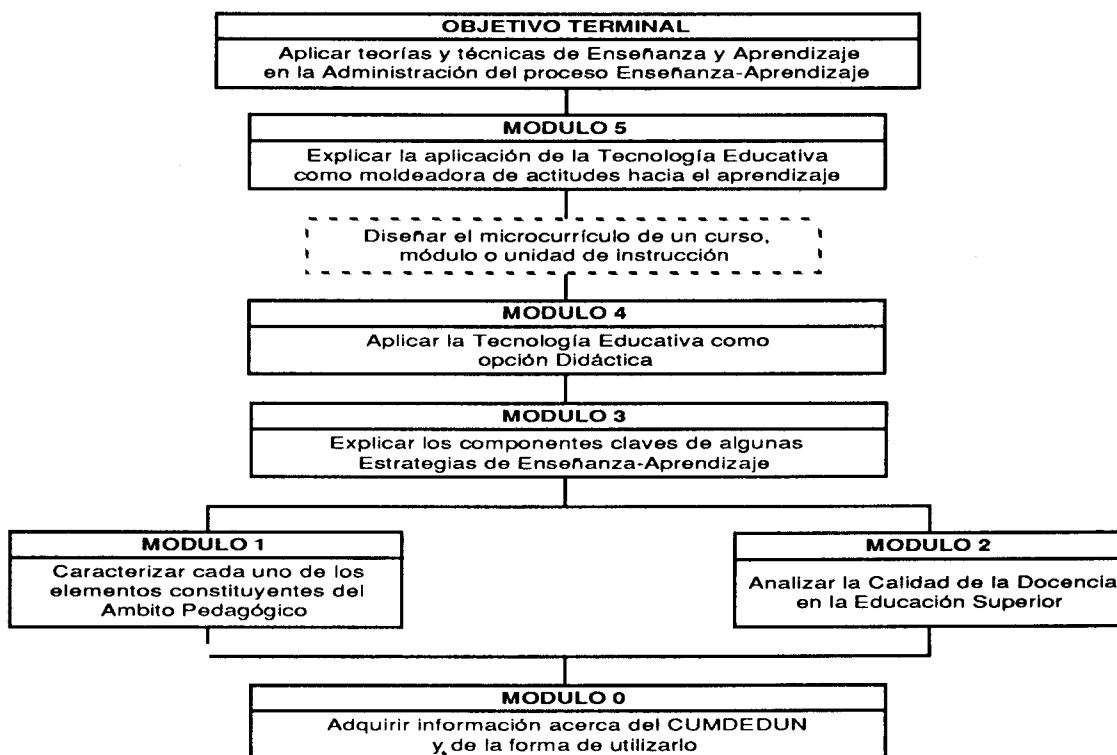 OBJETIVO TERMINAL
Aplicar teorías y técnicas de Enseñanza y Aprendizaje
en la Administración del proceso Enseñanza-Aprendizaje
MODULO 5
Explicar la aplicación de la Tecnología Educativa
como moldeadora de actitudes hacia el aprendizaje
Diseñar el microcurrículo de un curso,
módulo o unidad de instrucción
MODULO 4
Aplicar la Tecnología Educativa como
opción Didáctica
MODULO 3
Explicar los componentes claves de algunas
Estrategias de Enseñanza-Aprendizaje
MODULO 1
Caracterizar cada uno de los
elementos constituyentes del
Ambito Pedagógico
MODULO 2
Analizar la Calidad de la Docencia
en la Educación Superior
MODULO 0
Adquirir información acerca del CUMDEDUN
y de la forma de utilizarlo